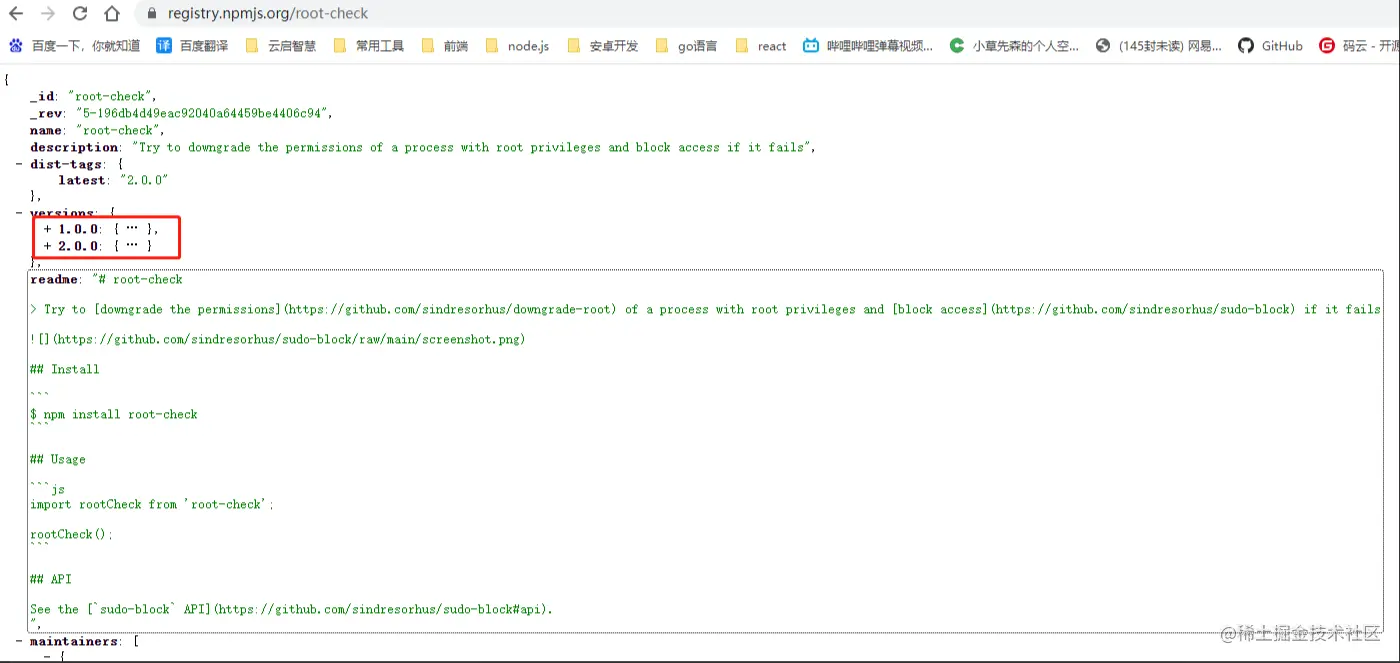 registry.npmjs.org/root-check
百度一下，你就知道 译 百度翻译 云启智慧 常用工具 前端 node.js 安卓开发 go语言 react 哔哩哔哩弹幕视频... 小草先森的个人空... (145封未读) 网易... GitHub 码云 - 开源
{
_id: "root-check",
_rev: "5-196db4d49eac92040a64459be4406c94",
name: "root-check",
description: "Try to downgrade the permissions of a process with root privileges and block access if it fails",
- dist-tags: {
latest: "2.0.0"
},
- versions: {
+ 1.0.0: { ... },
+ 2.0.0: { ... }
},
readme: "# root-check
> Try to [downgrade the permissions](https://github.com/sindresorhus/downgrade-root) of a process with root privileges and [block access](https://github.com/sindresorhus/sudo-block) if it fails
![](https://github.com/sindresorhus/sudo-block/raw/main/screenshot.png)
## Install
```
$ npm install root-check
```
## Usage
```js
import rootCheck from 'root-check';
rootCheck();
```
## API
See the [`sudo-block` API](https://github.com/sindresorhus/sudo-block#api).
",
- maintainers: [
- {
@稀土掘金技术社区